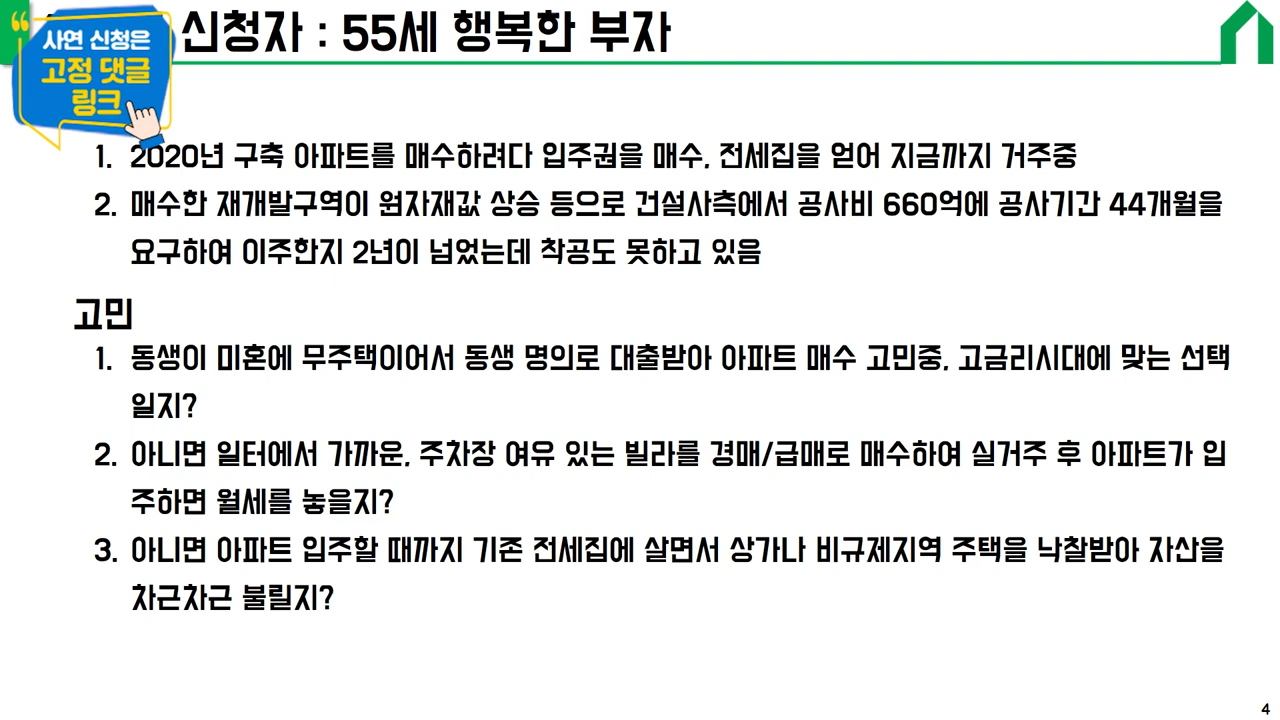 사연 신청은
고정 댓글
링크
신청자 : 55세 행복한 부자
1. 2020년 구축 아파트를 매수하려다 입주권을 매수, 전세집을 얻어 지금까지 거주중
2. 매수한 재개발구역이 원자재값 상승 등으로 건설사측에서 공사비 660억에 공사기간 44개월을
요구하여 이주한지 2년이 넘었는데 착공도 못하고 있음
고민
1. 동생이 미혼에 무주택이어서 동생 명의로 대출받아 아파트 매수 고민중, 고금리시대에 맞는 선택
일지?
2. 아니면 일터에서 가까운, 주차장 여유 있는 빌라를 경매/급매로 매수하여 실거주 후 아파트가 입
주하면 월세를 놓을지?
3. 아니면 아파트 입주할 때까지 기존 전세집에 살면서 상가나 비규제지역 주택을 낙찰받아 자산을
차근차근 불릴지?
4